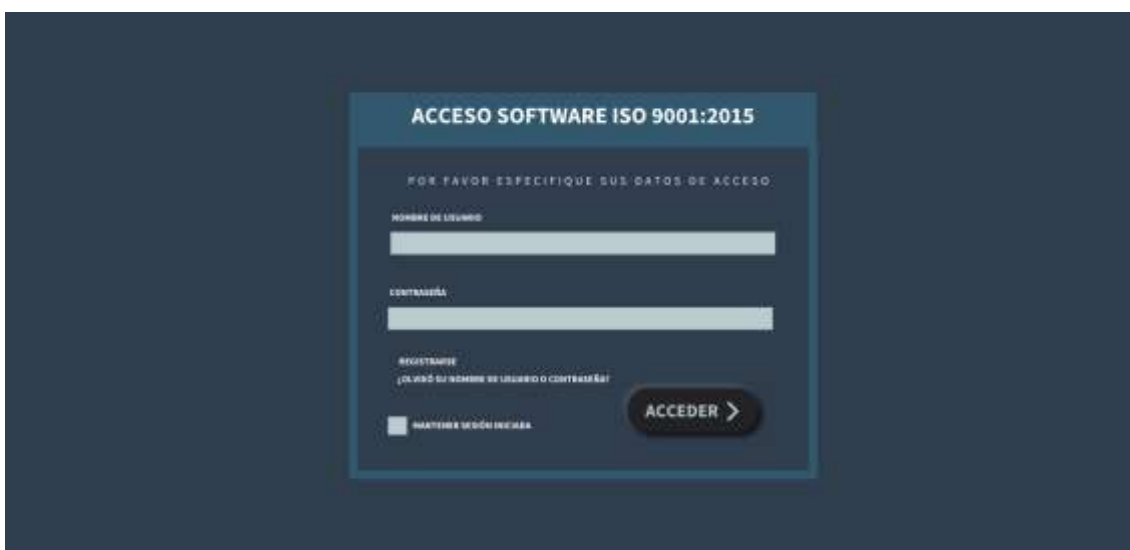 ACCESO SOFTWARE ISO 9001:2015
POR FAVOR ESPECIFIQUE SUS DATOS DE ACCESO
NOMBRE DE USUARIO
CONTRASEÑA
REGISTRARSE
¿OLVIDÓ SU NOMBRE DE USUARIO O CONTRASEÑA?
ACCEDER
MANTENER SESIÓN INICIADA